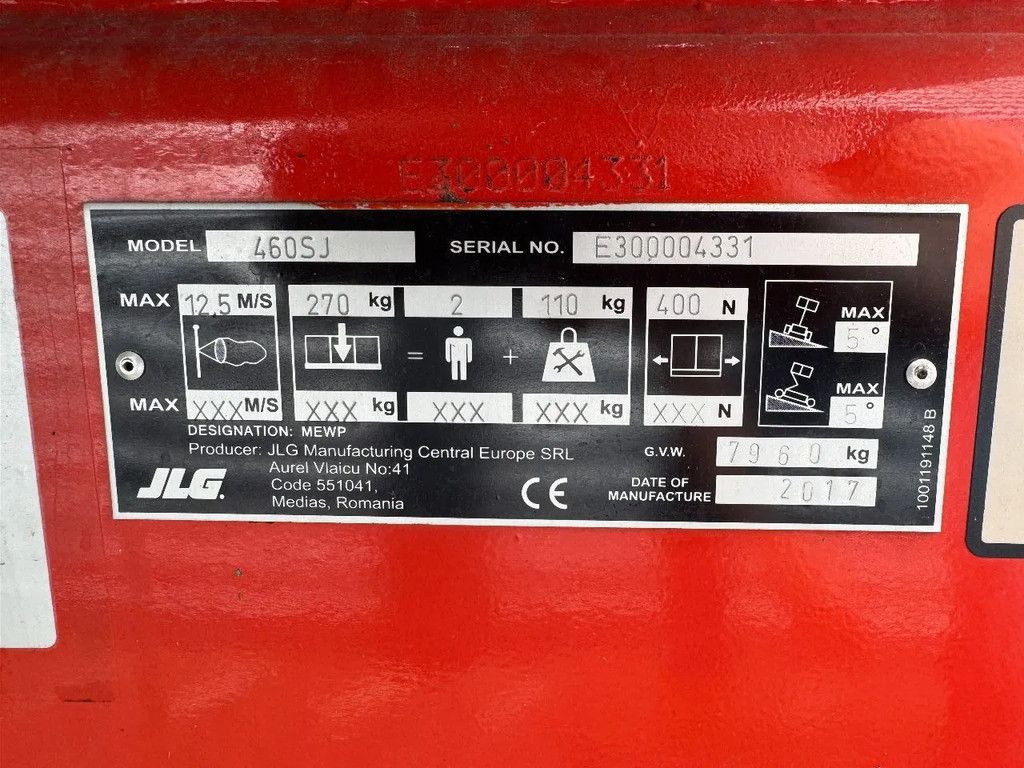 E300004331
MODEL 460SJ SERIAL NO. E300004331
MAX 12,5 M/S 270 kg 2 110 kg 400 N
= +
MAX 5°
MAX 5°
MAX XXX M/S XXX kg XXX XXX kg XXX N
DESIGNATION: MEWP
Producer: JLG Manufacturing Central Europe SRL
Aurel Vlaicu No:41
Code 551041,
Medias, Romania
JLG.
CE
G.V.W. 7960 kg
DATE OF
MANUFACTURE 2017
1001191148 B